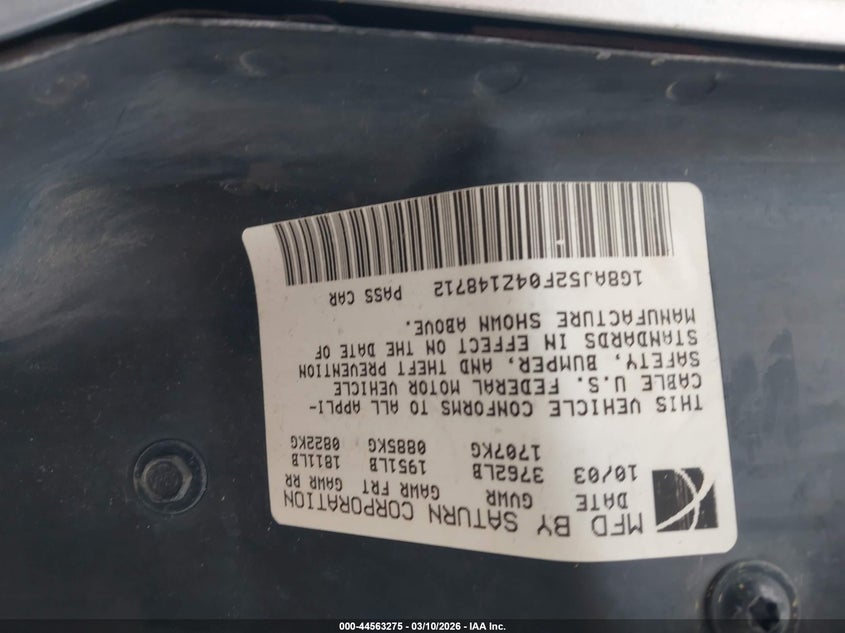 MFD BY SATURN CORPORATION
DATE GVWR GAWR FRT GAWR RR
10/03 3762LB 1951LB 1811LB
1707KG 0885KG 0822KG
THIS VEHICLE CONFORMS TO ALL APPLI-
CABLE U.S. FEDERAL MOTOR VEHICLE
SAFETY, BUMPER, AND THEFT PREVENTION
STANDARDS IN EFFECT ON THE DATE OF
MANUFACTURE SHOWN ABOVE.
1G8AJ52F04Z148712 PASS CAR
000-44563275 - 03/10/2026 - IAA Inc.